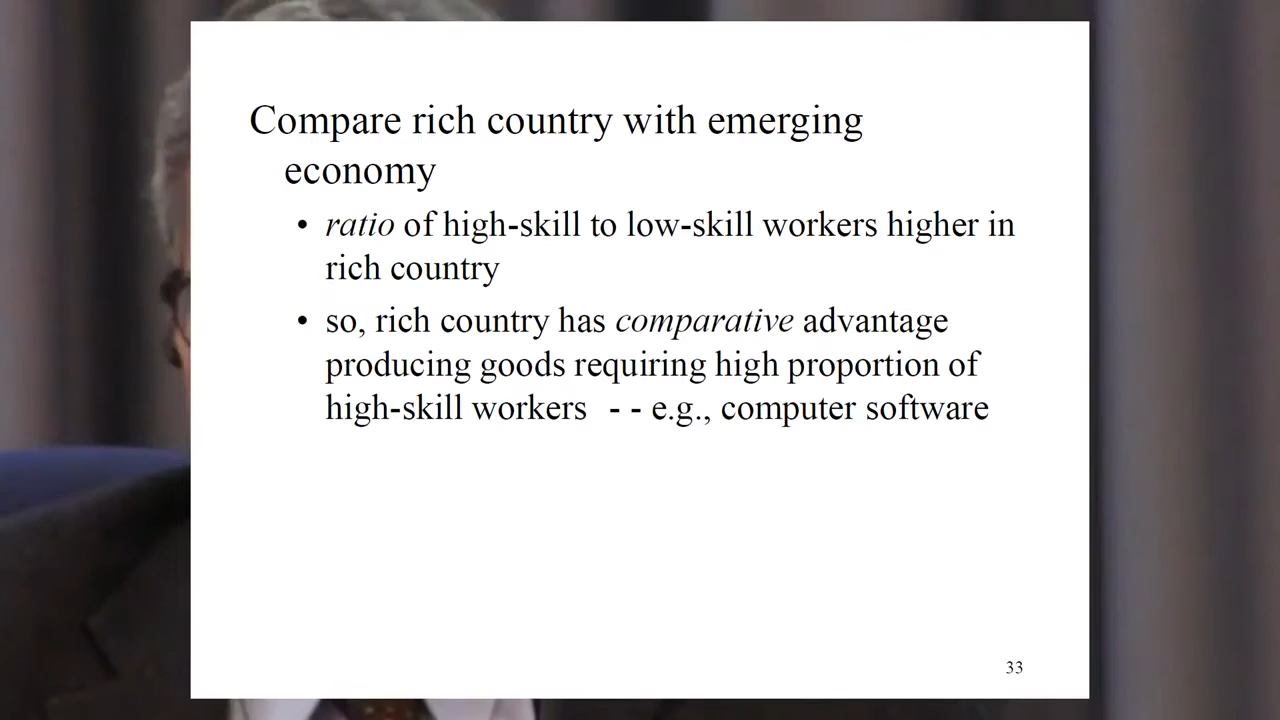 Compare rich country with emerging
economy
• ratio of high-skill to low-skill workers higher in
rich country
• so, rich country has comparative advantage
producing goods requiring high proportion of
high-skill workers - - e.g., computer software
33